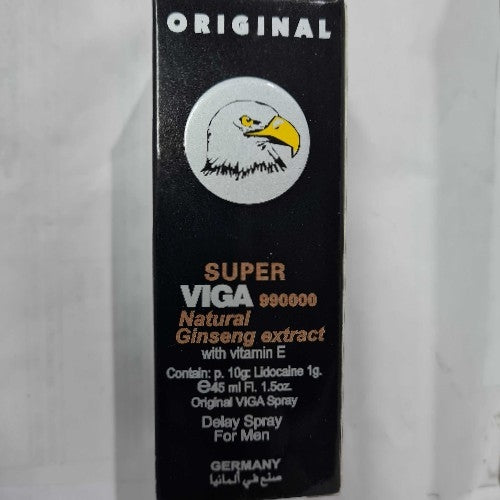 ORIGINAL
SUPER
VIGA 990000
Natural
Ginseng extract
with vitamin E
Contain: p. 10g: Lidocaine 1g.
℮45 ml Fl. 1.5oz.
Original VIGA Spray
Delay Spray
For Men
GERMANY
صنع في ألمانيا